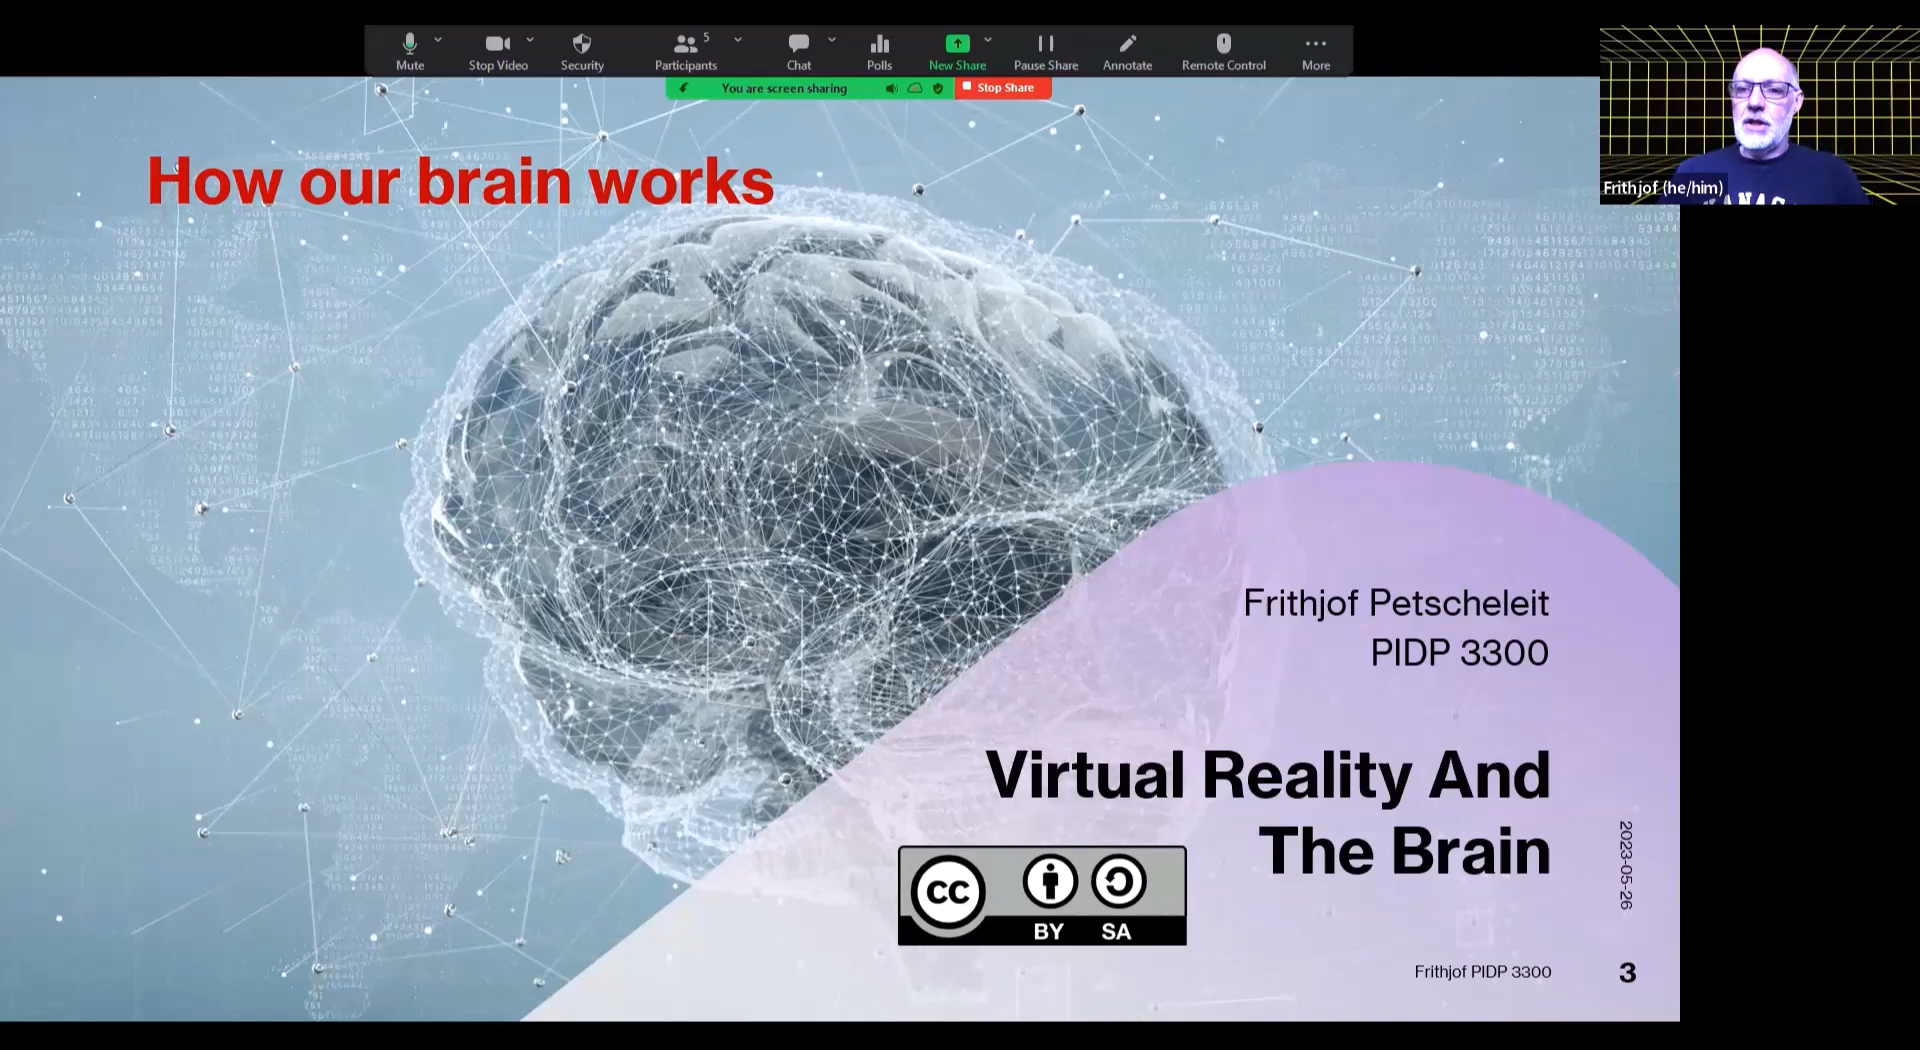 Mute
Stop Video
Security
Participants
5
Chat
Polls
New Share
Pause Share
Annotate
Remote Control
More
You are screen sharing
Stop Share
Frithjof (he/him)
How our brain works
Frithjof Petscheleit
PIDP 3300
Virtual Reality And
The Brain
cc
BY
SA
2023-05-26
Frithjof PIDP 3300
3